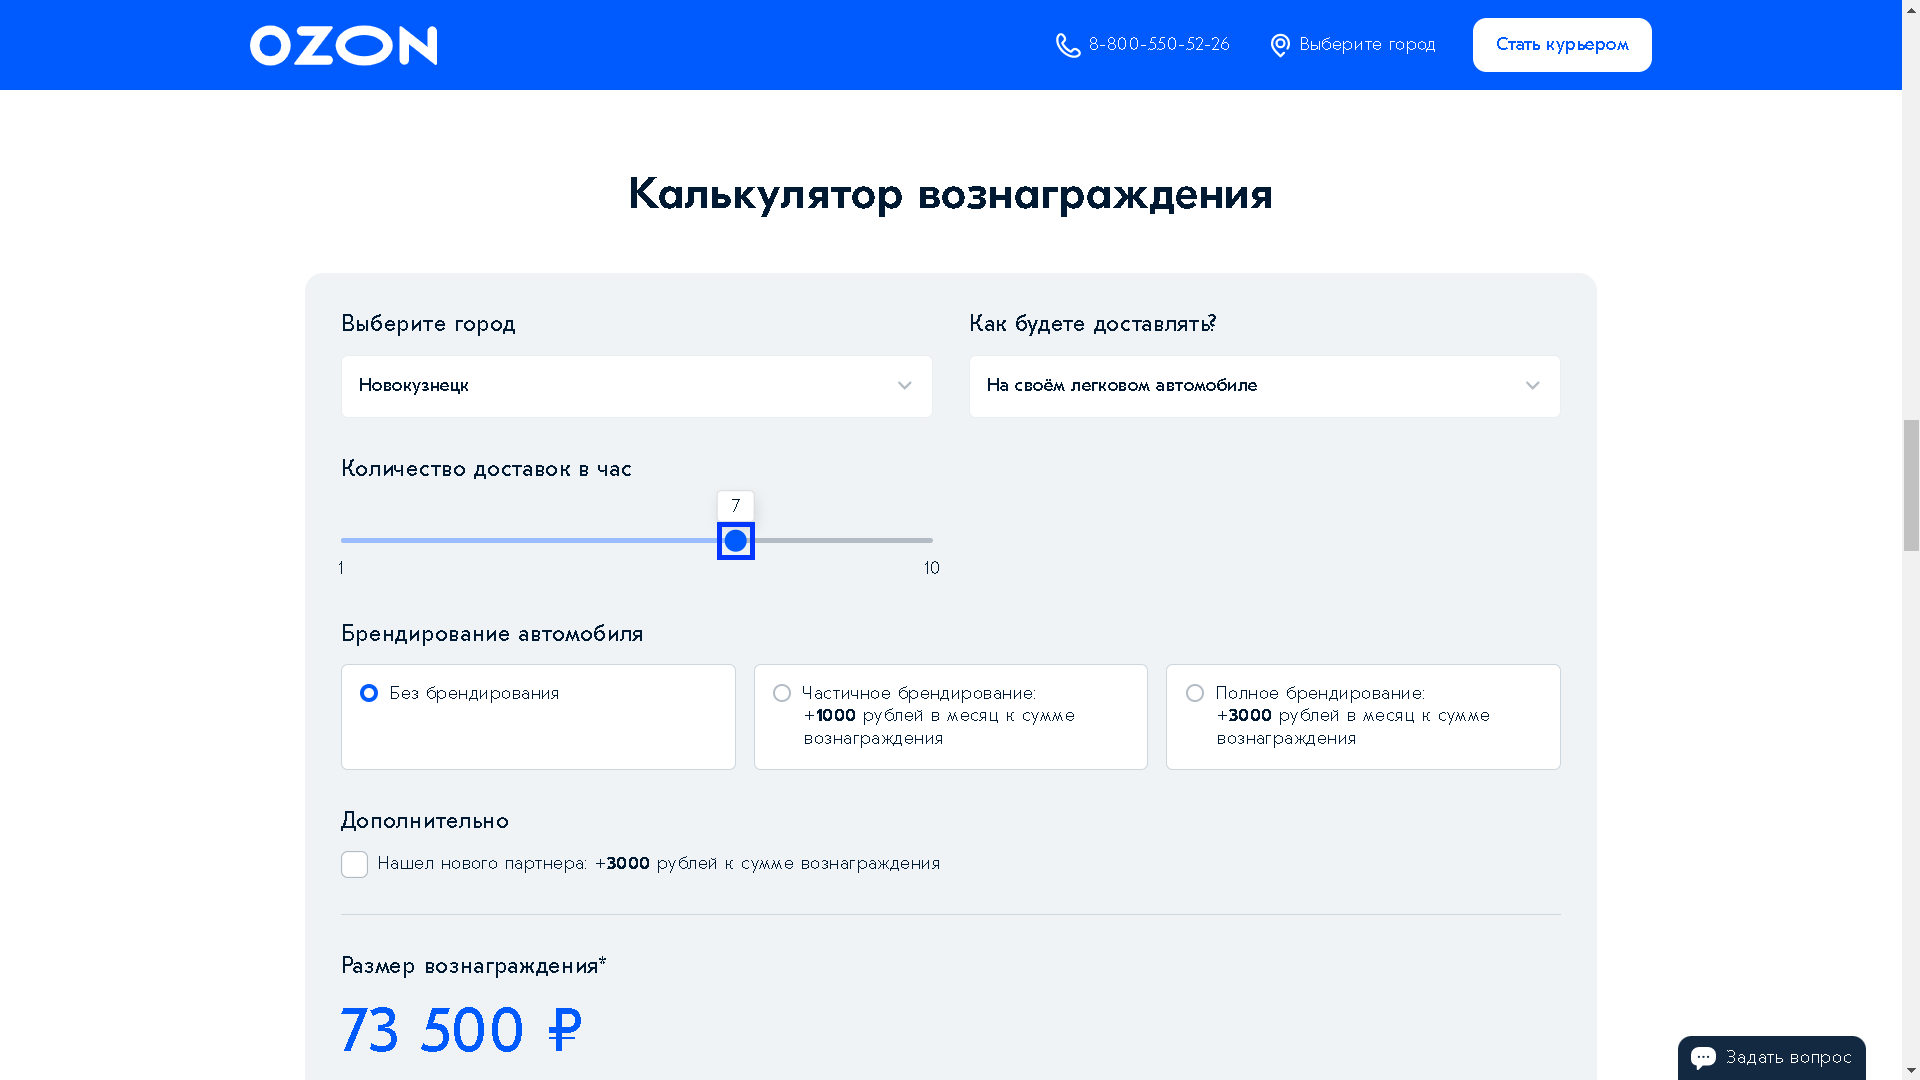 OZON
8-800-550-52-26
Выберите город
Стать курьером
Калькулятор вознаграждения
Выберите город
Как будете доставлять?
Новокузнецк
На своём легковом автомобиле
Количество доставок в час
7
1
10
Брендирование автомобиля
Без брендирования
Частичное брендирование:
+1000 рублей в месяц к сумме
вознаграждения
Полное брендирование:
+3000 рублей в месяц к сумме
вознаграждения
Дополнительно
Нашел нового партнера: +3000 рублей к сумме вознаграждения
Размер вознаграждения*
73 500 ₽
Задать вопрос